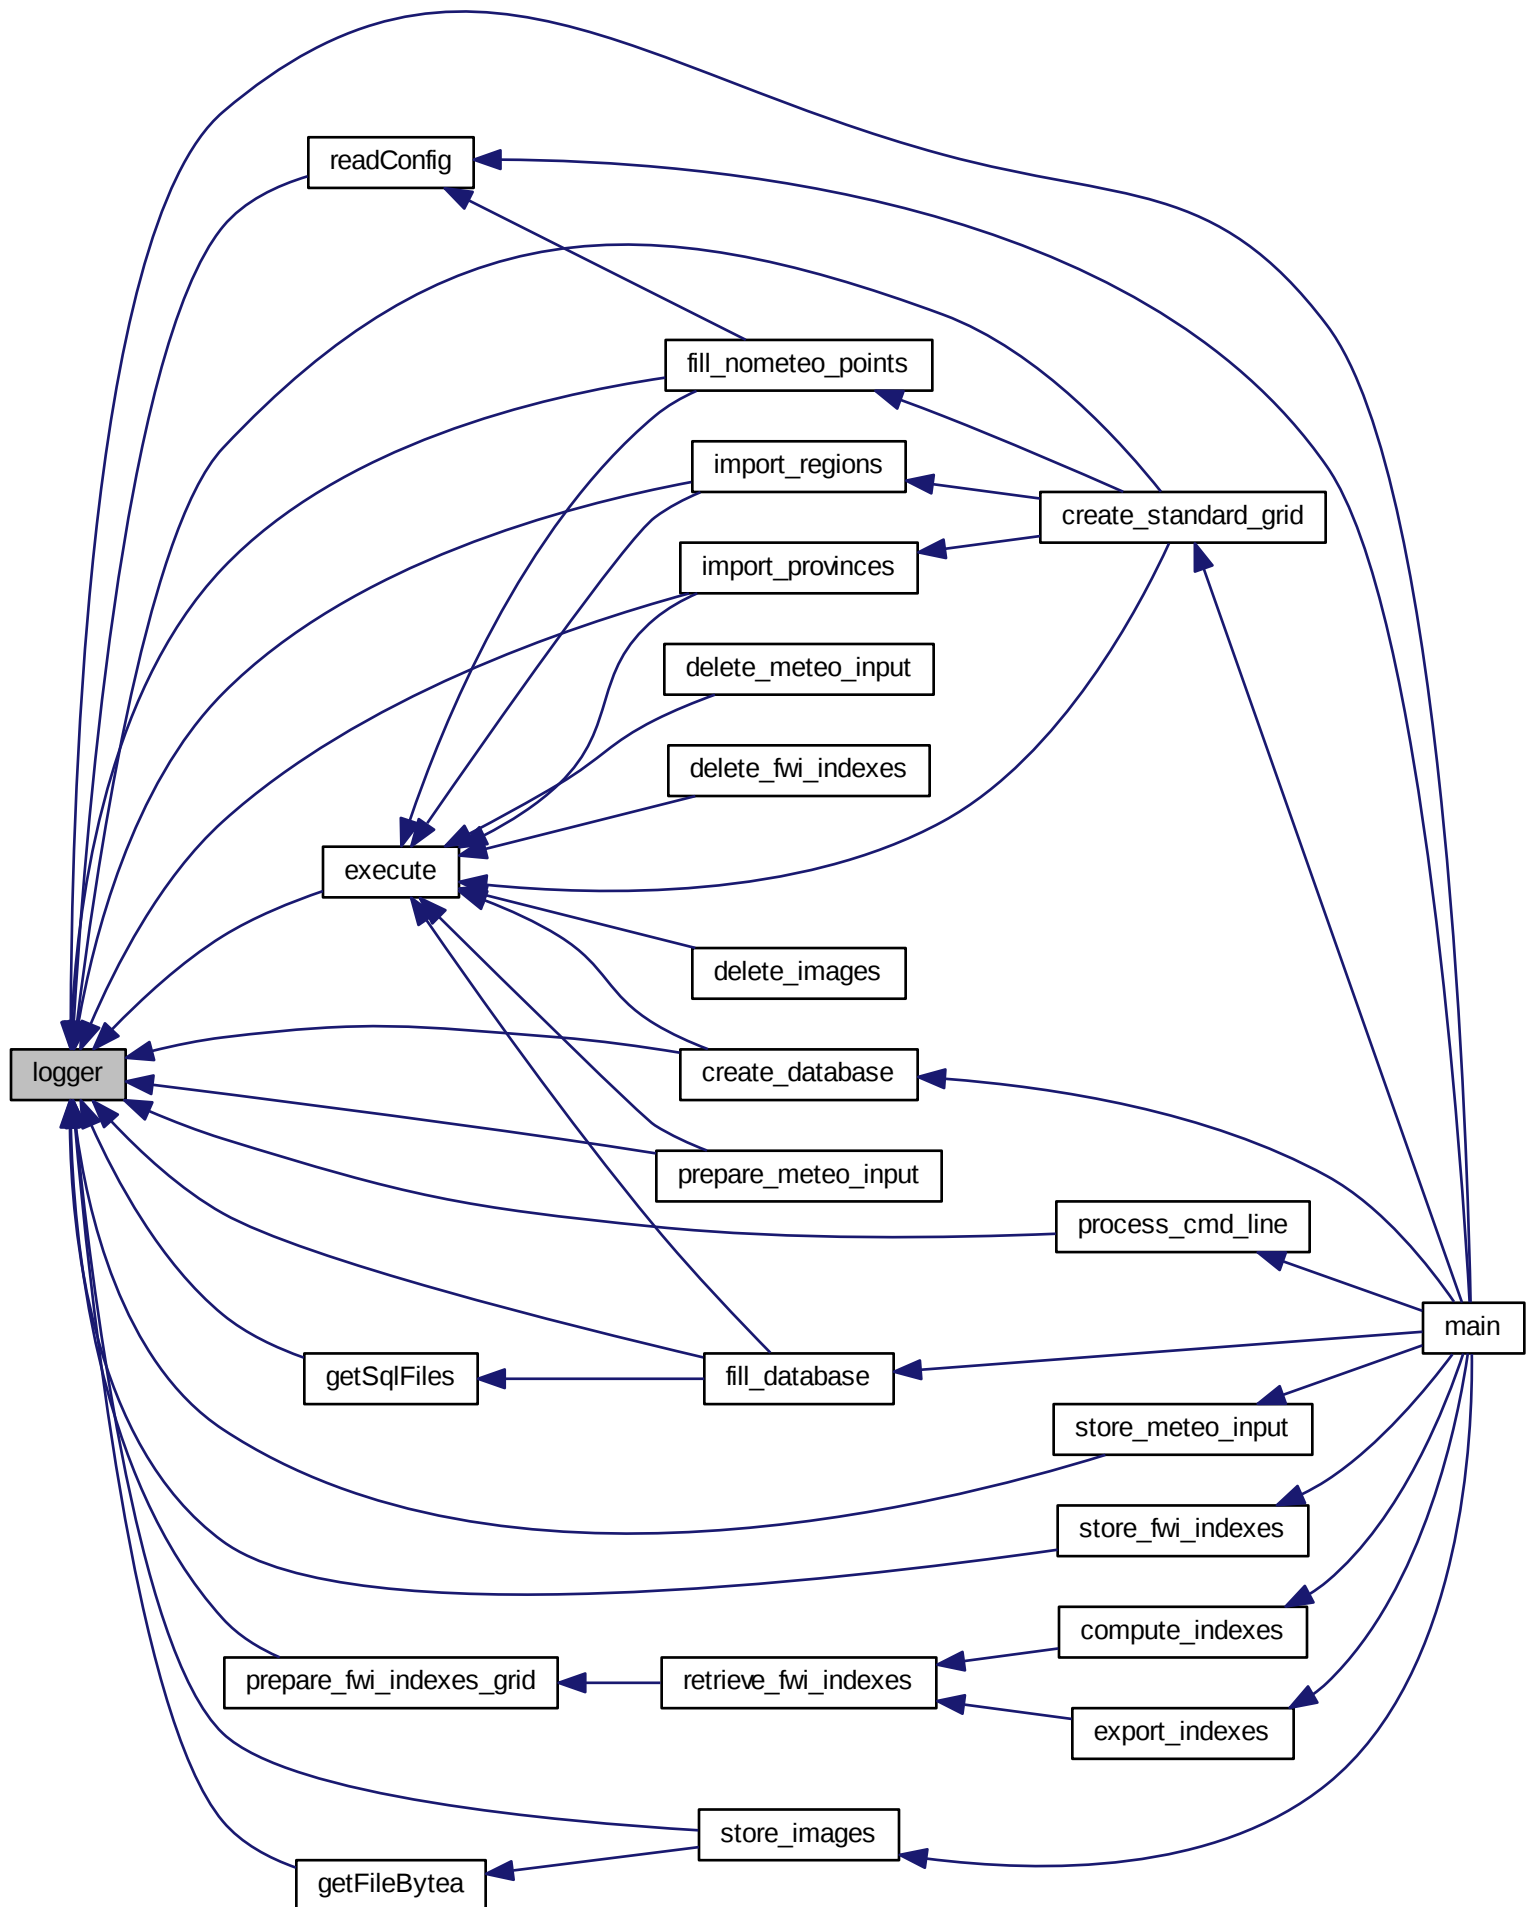 readConfig
fill_nometeo_points
import_regions
create_standard_grid
import_provinces
delete_meteo_input
delete_fwi_indexes
execute
delete_images
logger
create_database
prepare_meteo_input
process_cmd_line
main
getSqlFiles
fill_database
store_meteo_input
store_fwi_indexes
compute_indexes
prepare_fwi_indexes_grid
retrieve_fwi_indexes
export_indexes
store_images
getFileBytea